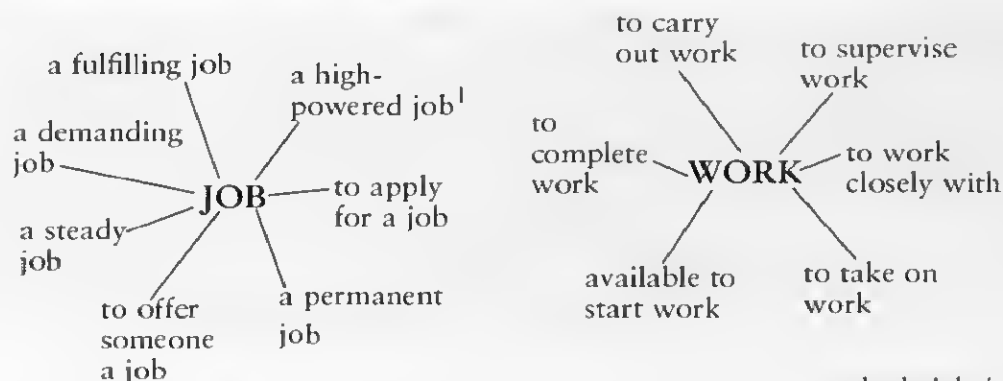 a fulfilling job
a high-
powered job¹
a demanding
job
JOB
to apply
for a job
a steady
job
to offer
someone
a job
a permanent
job
to carry
out work
to supervise
work
to
complete
work
WORK
to work
closely with
available to
start work
to take on
work